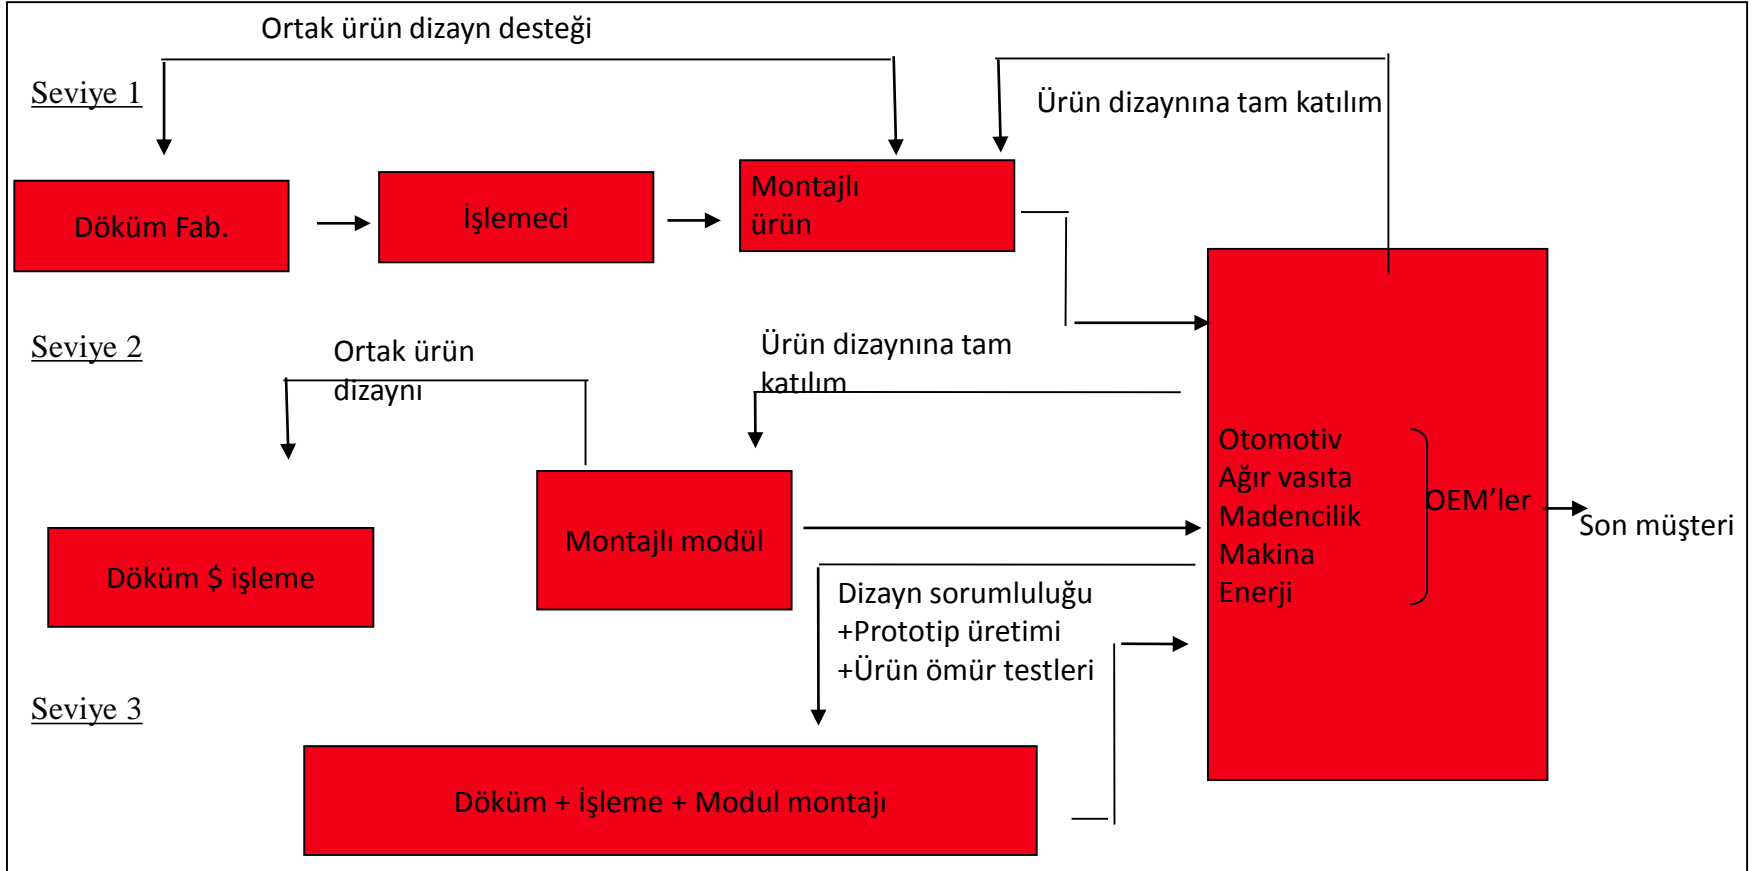 Ortak ürün dizayn desteği
Seviye 1
Ürün dizaynına tam katılım
Döküm Fab.
İşlemeci
Montajlı
ürün
Seviye 2
Ortak ürün
dizaynı
Ürün dizaynına tam
katılım
Otomotiv
Ağır vasıta
Madencilik
Makina
Enerji
OEM’ler
Son müşteri
Montajlı modül
Döküm $ işleme
Dizayn sorumluluğu
+Prototip üretimi
+Ürün ömür testleri
Seviye 3
Döküm + İşleme + Modul montajı